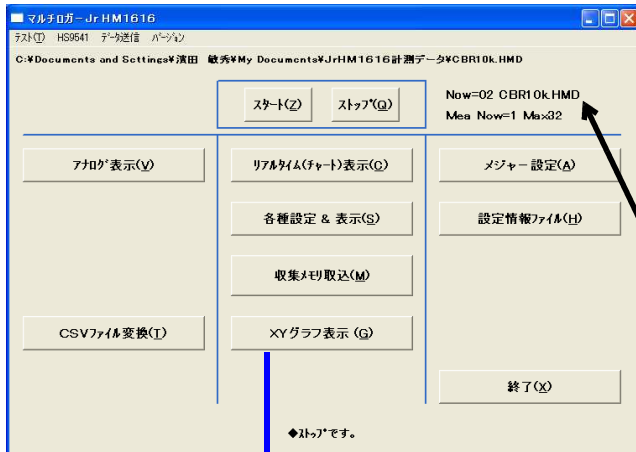 マルチロガーJr HM1616
ﾃｽﾄ(T) HS9541 ﾃﾞｰﾀ送信 ﾊﾞｰｼﾞｮﾝ
C:¥Documents and Settings¥濱田 敏秀¥My Documents¥JrHM1616計測データ¥CBR10k.HMD
ｽﾀｰﾄ(Z) ｽﾄｯﾌﾟ(Q)
Now=02 CBR10k.HMD
Mea Now=1 Max32
ｱﾅﾛｸﾞ表示(V) ﾘｱﾙﾀｲﾑ(ﾁｬｰﾄ)表示(C) メジャー設定(A)
各種設定 & 表示(S) 設定情報ﾌｧｲﾙ(H)
収集ﾒﾓﾘ取込(M)
CSVﾌｧｲﾙ変換(T) XYグラフ表示 (G)
終了(X)
◆ｽﾄｯﾌﾟです。